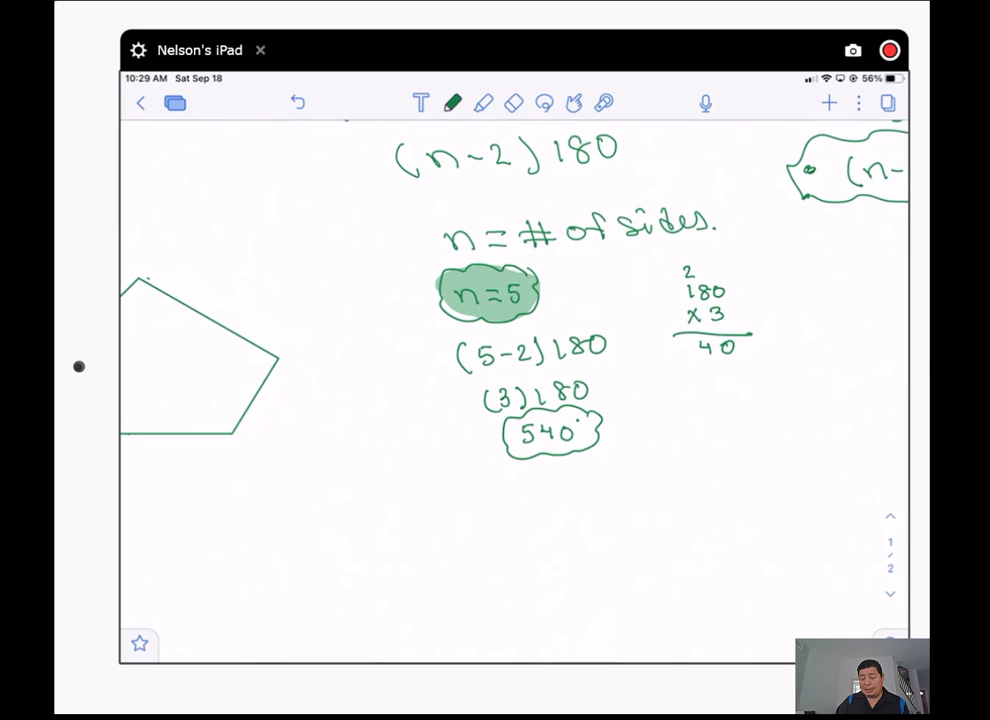 Nelson's iPad
10:29 AM Sat Sep 18
56%
T
(n-2)180
(n-
n = # of sides.
n = 5
2
180
x 3
40
(5-2)180
(3)180
540°
1
/
2